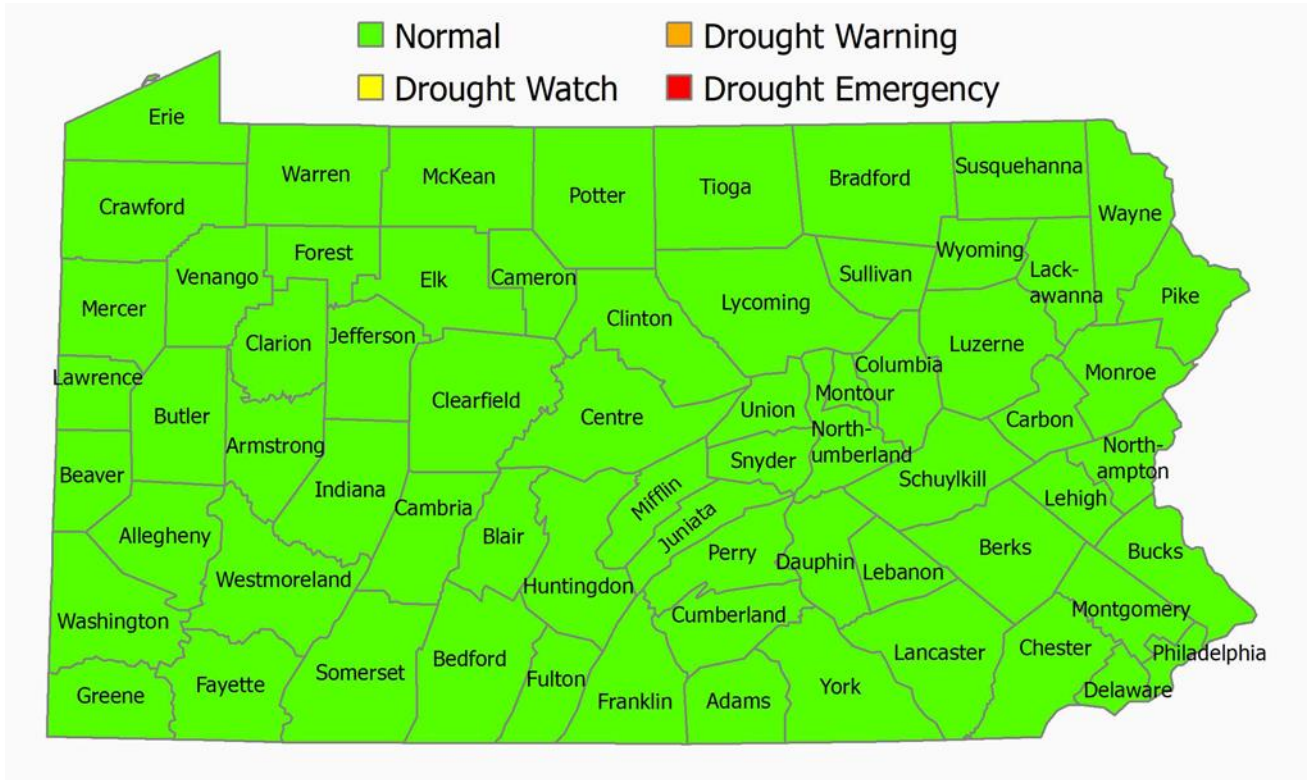 Normal
Drought Warning
Drought Watch
Drought Emergency
Erie
Warren
McKean
Potter
Tioga
Bradford
Susquehanna
Wayne
Crawford
Forest
Venango
Elk
Cameron
Clinton
Lycoming
Sullivan
Wyoming
Lack-
awanna
Pike
Mercer
Clarion
Jefferson
Lawrence
Butler
Clearfield
Centre
Union
Montour
Columbia
Luzerne
Monroe
Carbon
Armstrong
Beaver
Indiana
Cambria
Snyder
North-
umberland
Schuylkill
North-
ampton
Lehigh
Allegheny
Westmoreland
Blair
Huntingdon
Mifflin
Juniata
Perry
Dauphin
Lebanon
Berks
Bucks
Washington
Cumberland
Montgomery
Philadelphia
Greene
Fayette
Somerset
Bedford
Fulton
Franklin
Adams
York
Lancaster
Chester
Delaware